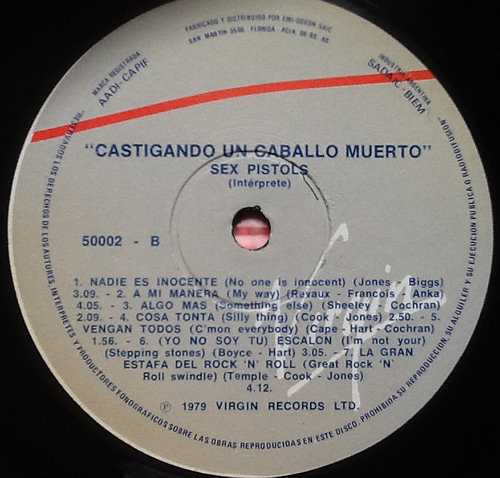 FABRICADO Y DISTRIBUIDO POR EMI-ODEON SAIC
SAN MARTIN 3590 - FLORIDA - PCIA. DE BS. AS.
MARCA REGISTRADA
AADI-CAPIF
INDUSTRIA ARGENTINA
SADAIC-BIEM
"CASTIGANDO UN CABALLO MUERTO"
SEX PISTOLS
(Intérprete)
50002 - B
1. NADIE ES INOCENTE (No one is innocent) (Jones - Biggs)
3.09. - 2. A MI MANERA (My way) (Revaux - Francois - Anka)
4.05. - 3. ALGO MAS (Something else) (Sheeley - Cochran)
2.09. - 4. COSA TONTA (Silly thing) (Cook - Jones) 2.50. - 5.
VENGAN TODOS (C'mon everybody) (Cape - Hart-Cochran)
1.56. - 6. (YO NO SOY TU) ESCALON (I'm not your)
(Stepping stones) (Boyce - Hart) 3.05. - 7. LA GRAN
ESTAFA DEL ROCK 'N' ROLL (Great Rock 'N'
Roll swindle) (Temple - Cook - Jones)
4.12.
℗ 1979 VIRGIN RECORDS LTD.
Virgin
RESERVADOS LOS DERECHOS DE LOS AUTORES, INTERPRETES Y PRODUCTORES FONOGRAFICOS SOBRE LAS OBRAS REPRODUCIDAS EN ESTE DISCO. PROHIBIDA SU REPRODUCCION SU ALQUILER Y SU EJECUCION PUBLICA O RADIODIFUSION